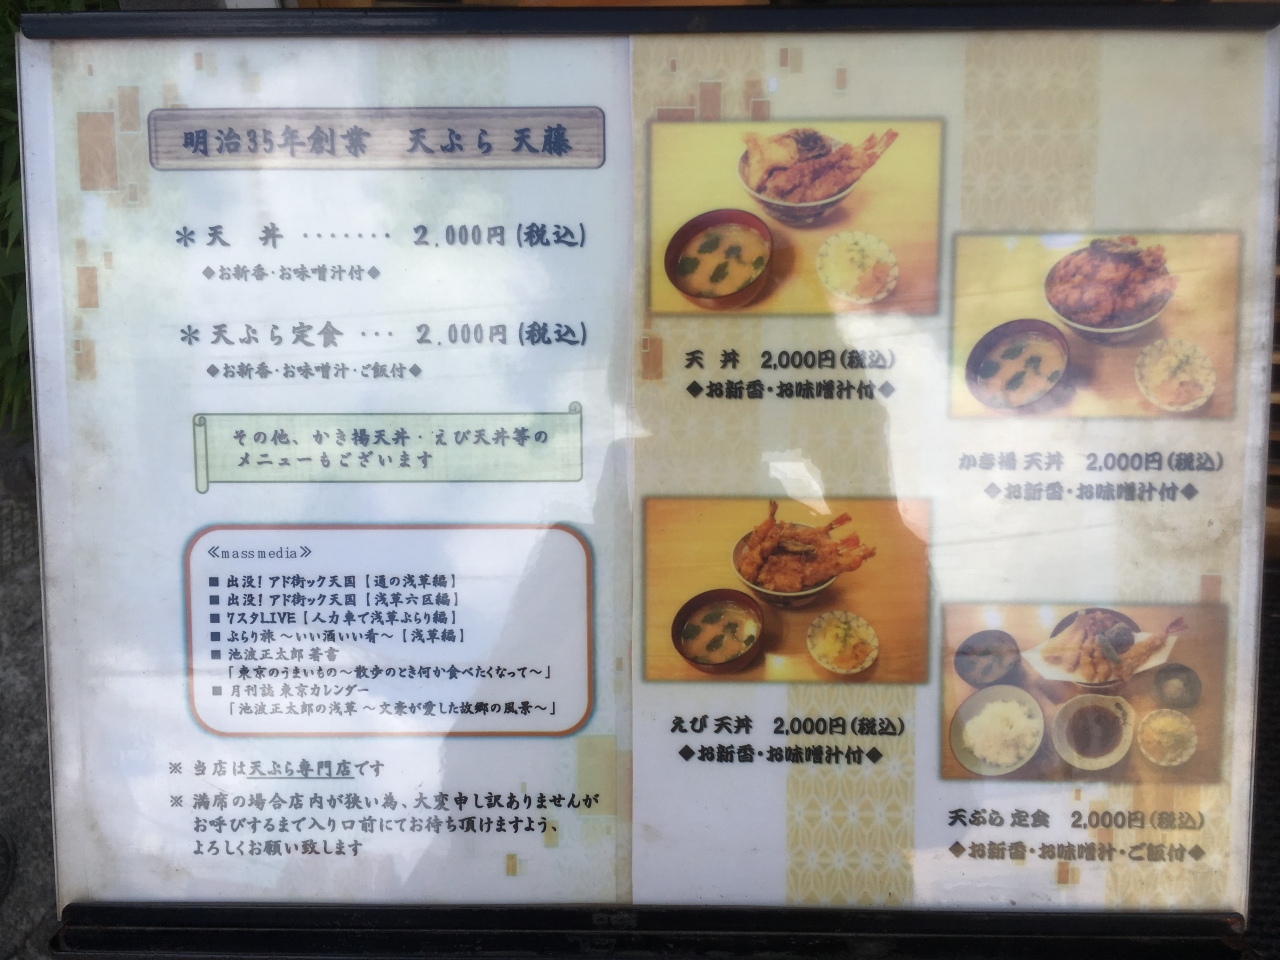 明治35年創業　天ぷら 天藤
＊天　丼 ・・・・・・・ 2,000円(税込)
◆お新香・お味噌汁付◆
＊天ぷら定食 ・・・ 2,000円(税込)
◆お新香・お味噌汁・ご飯付◆
その他、かき揚天丼・えび天丼等の
メニューもございます
≪massmedia≫
■ 出没！アド街ック天国【通の浅草編】
■ 出没！アド街ック天国【浅草六区編】
■ 7スタLIVE【人力車で浅草ぶらり編】
■ ぶらり旅 ～いい酒いい肴～【浅草編】
■ 池波正太郎 著書
「東京のうまいもの～散歩のとき何か食べたくなって～」
■ 月刊誌 東京カレンダー
「池波正太郎の浅草 ～文豪が愛した故郷の風景～」
※ 当店は天ぷら専門店です
※ 満席の場合店内が狭い為、大変申し訳ありませんが
お呼びするまで入り口前にてお待ち頂けますよう、
よろしくお願い致します
天 丼　2,000円(税込)
◆お新香・お味噌汁付◆
かき揚 天丼　2,000円(税込)
◆お新香・お味噌汁付◆
えび 天丼　2,000円(税込)
◆お新香・お味噌汁付◆
天ぷら 定食　2,000円(税込)
◆お新香・お味噌汁・ご飯付◆